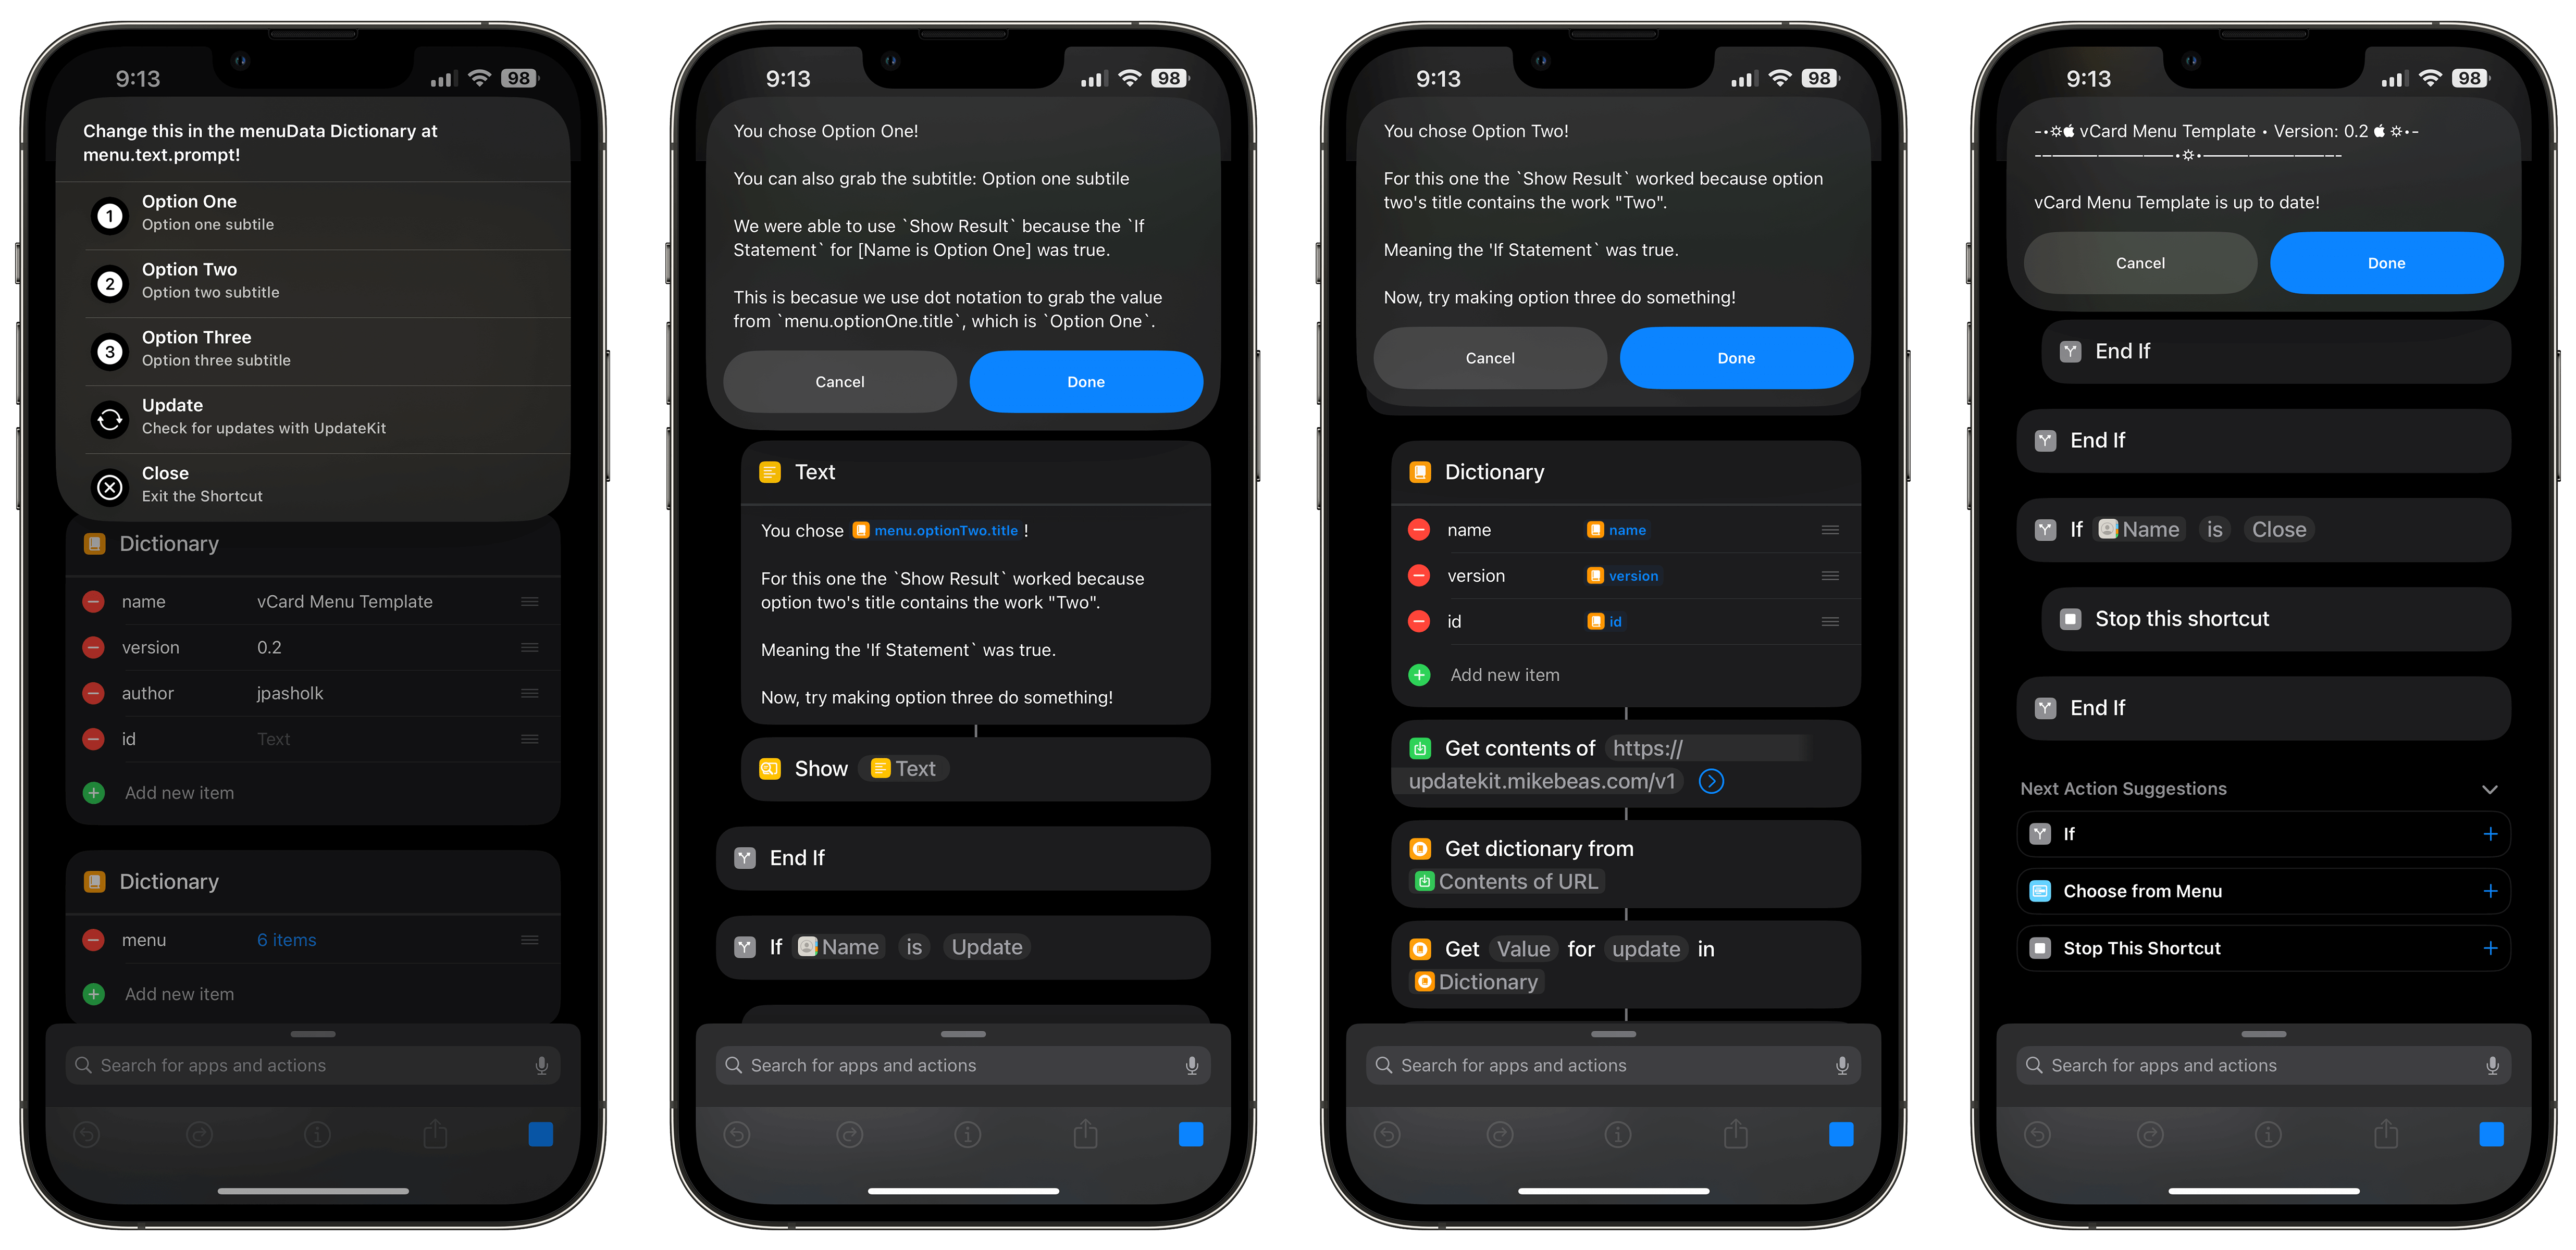 9:13
98
Change this in the menuData Dictionary at
menu.text.prompt!
1
Option One
Option one subtile
2
Option Two
Option two subtitle
3
Option Three
Option three subtitle
Update
Check for updates with UpdateKit
Close
Exit the Shortcut
Dictionary
name vCard Menu Template
version 0.2
author jpasholk
id Text
Add new item
Dictionary
menu 6 items
Add new item
Search for apps and actions
9:13
98
You chose Option One!
You can also grab the subtitle: Option one subtile
We were able to use `Show Result` because the `If
Statement` for [Name is Option One] was true.
This is becasue we use dot notation to grab the value
from `menu.optionOne.title`, which is `Option One`.
Cancel Done
Text
You chose menu.optionTwo.title !
For this one the `Show Result` worked because
option two's title contains the work "Two".
Meaning the 'If Statement` was true.
Now, try making option three do something!
Show Text
End If
If Name is Update
Search for apps and actions
9:13
98
You chose Option Two!
For this one the `Show Result` worked because option
two's title contains the work "Two".
Meaning the 'If Statement` was true.
Now, try making option three do something!
Cancel Done
Dictionary
name name
version version
id id
Add new item
Get contents of https://
updatekit.mikebeas.com/v1
Get dictionary from
Contents of URL
Get Value for update in
Dictionary
Search for apps and actions
9:13
98
vCard Menu Template • Version: 0.2
vCard Menu Template is up to date!
Cancel Done
End If
End If
If Name is Close
Stop this shortcut
End If
Next Action Suggestions
If
Choose from Menu
Stop This Shortcut
Search for apps and actions